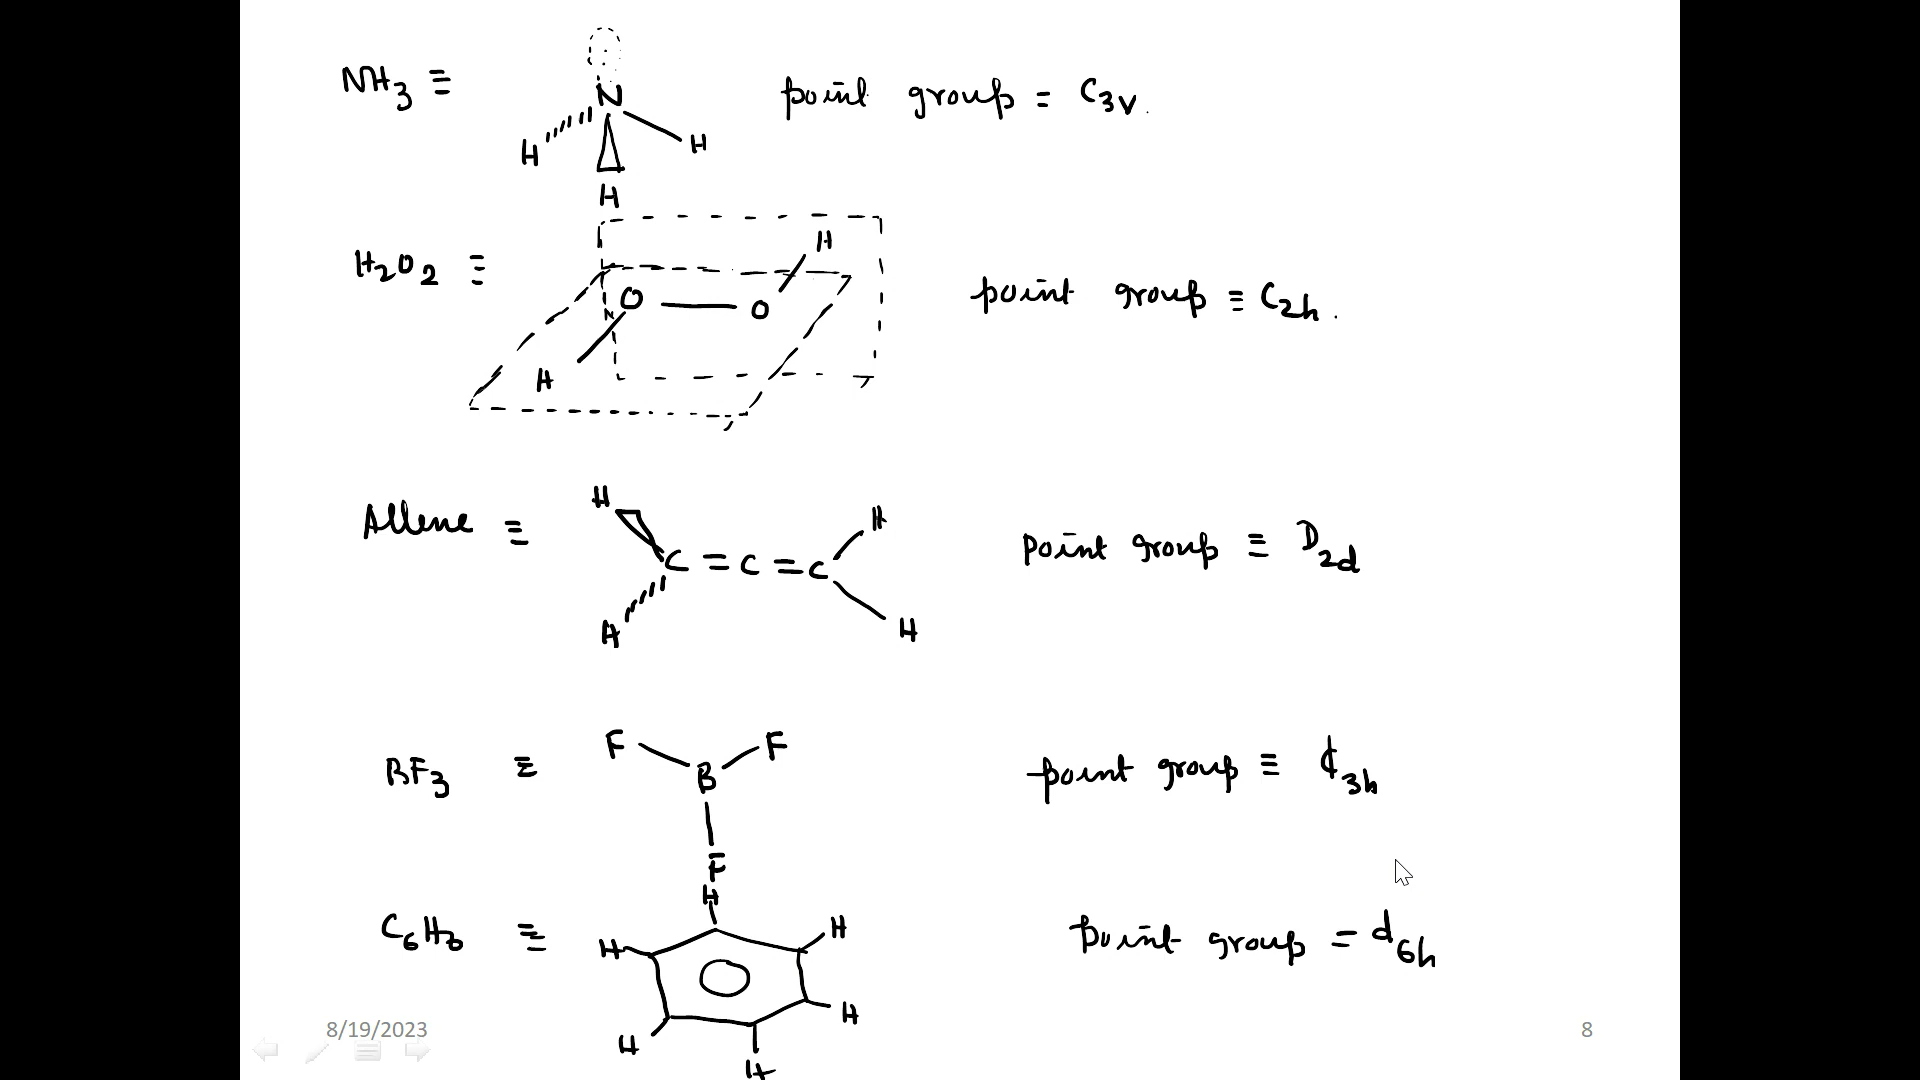 NH3 ≡ N H H H point group = C3v.
H2O2 ≡ H O O H point group ≡ C2h.
Allene ≡ H H C = C = C H H Point group ≡ D2d
BF3 ≡ F F B F point group ≡ 3h
C6H6 ≡ H H H H H H point group = d6h
8/19/2023 8